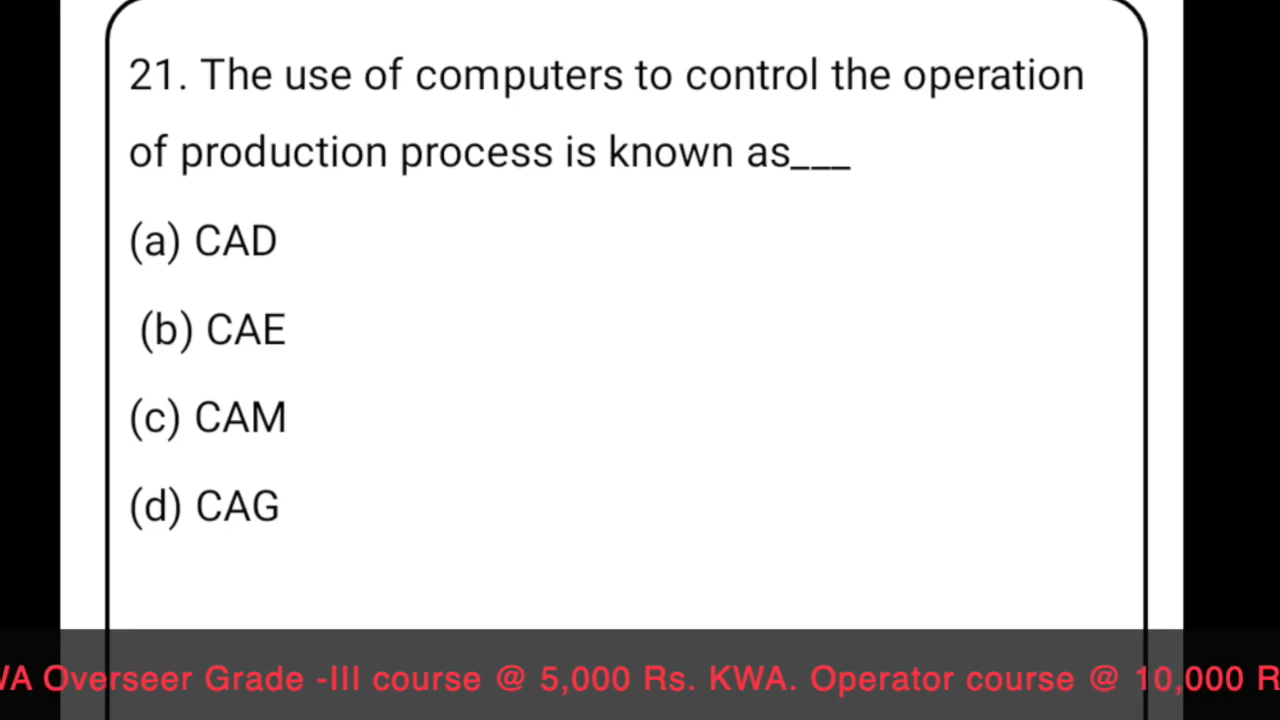 21. The use of computers to control the operation
of production process is known as___
(a) CAD
(b) CAE
(c) CAM
(d) CAG
Overseer Grade -III course @ 5,000 Rs. KWA. Operator course @ 10,000